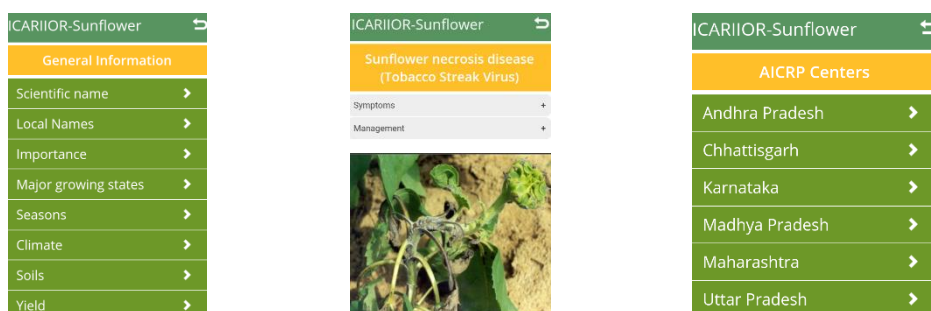 ICARIIOR-Sunflower
General Information
Scientific name
Local Names
Importance
Major growing states
Seasons
Climate
Soils
Yield
ICARIIOR-Sunflower
Sunflower necrosis disease
(Tobacco Streak Virus)
Symptoms +
Management +
ICARIIOR-Sunflower
AICRP Centers
Andhra Pradesh
Chhattisgarh
Karnataka
Madhya Pradesh
Maharashtra
Uttar Pradesh